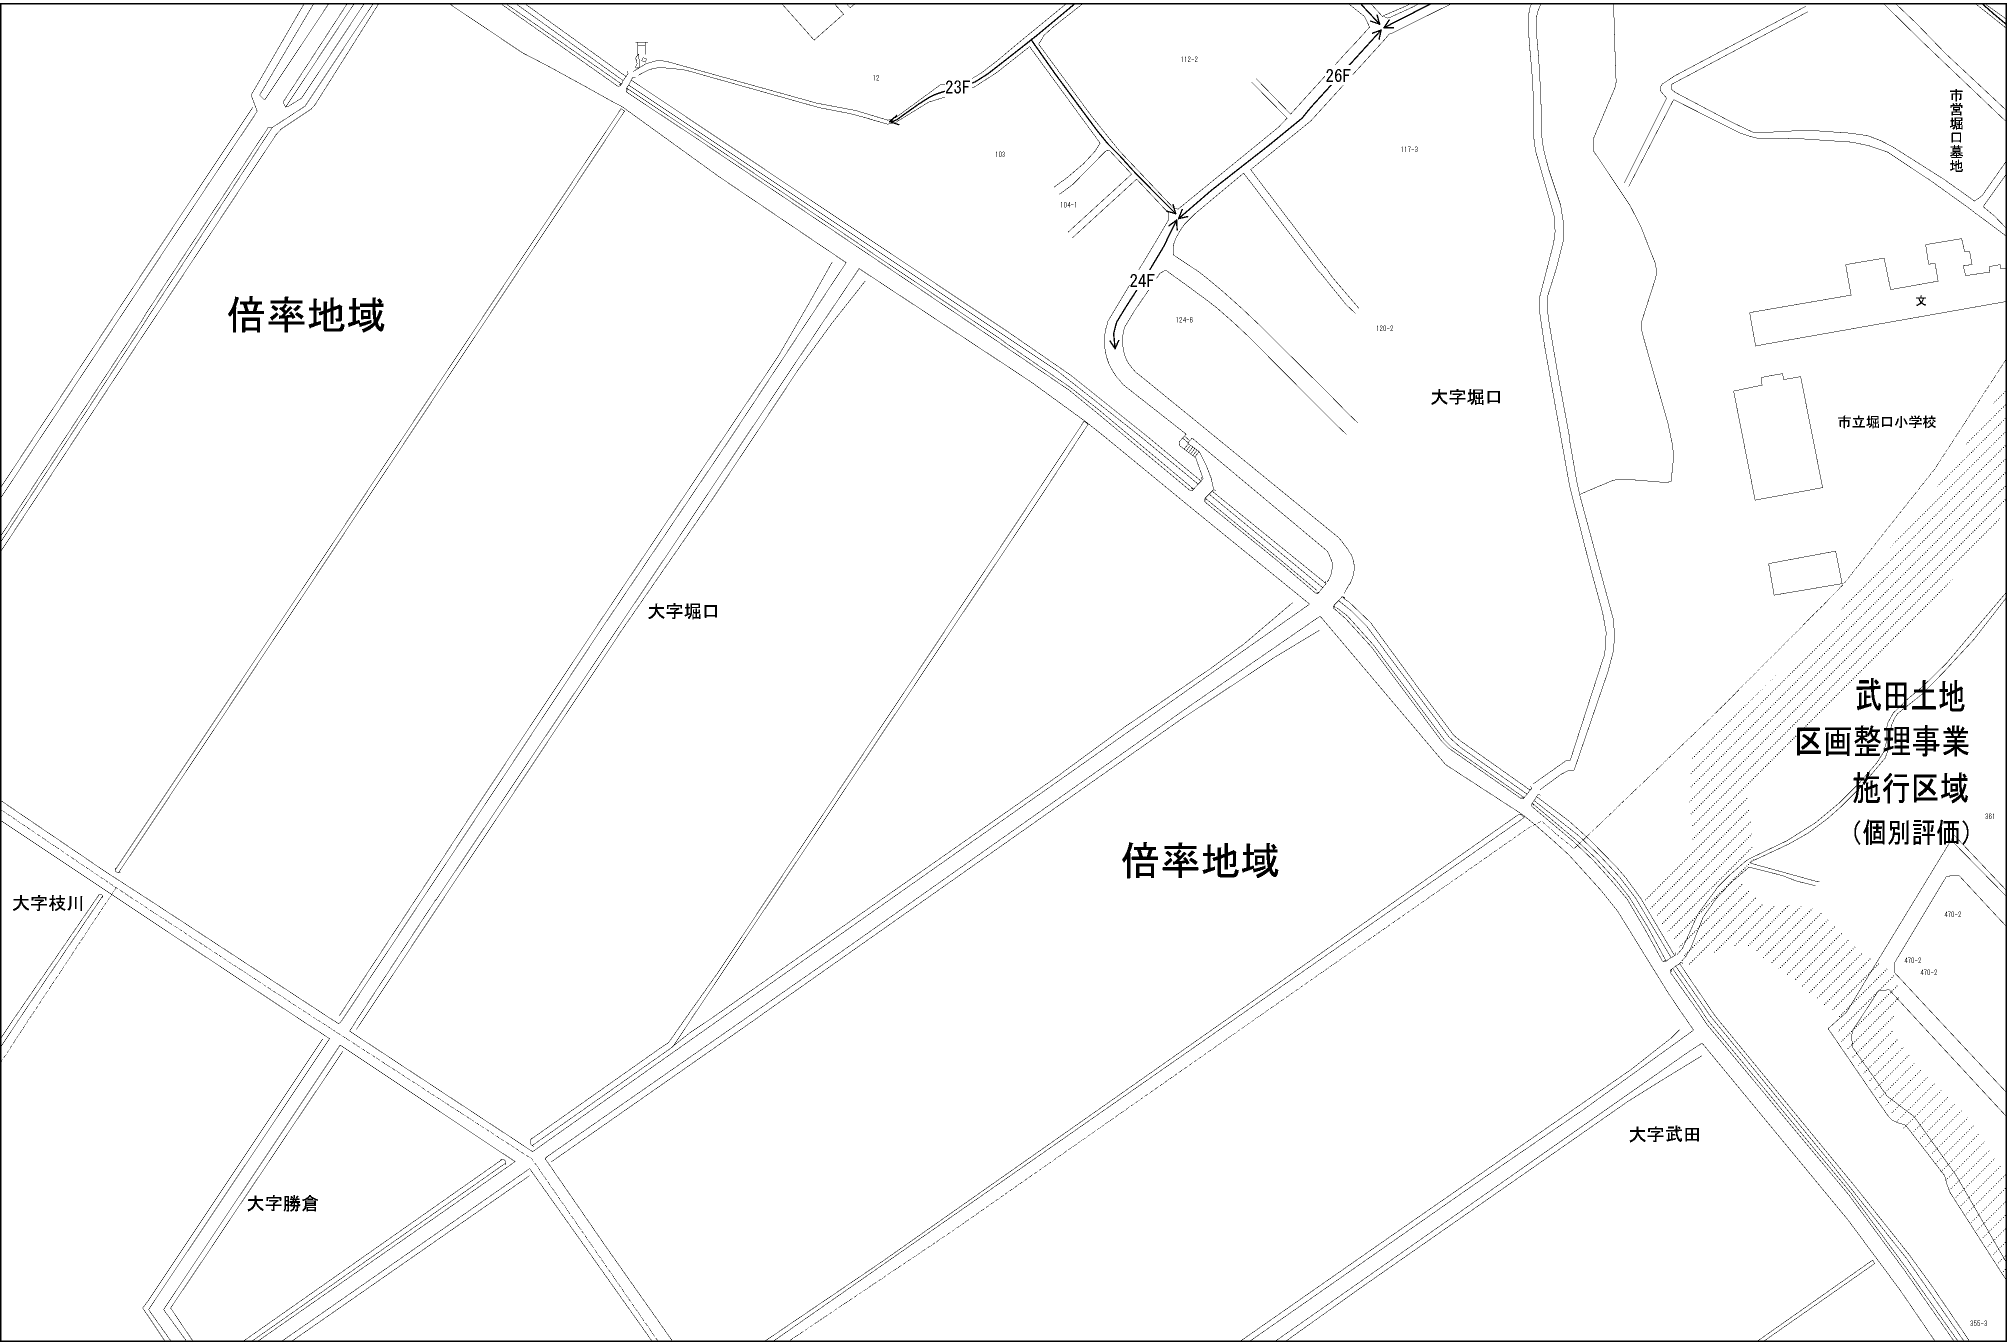 12
112-2
23F
26F
103
117-3
104-1
市営堀口墓地
24F
124-6
120-2
文
倍率地域
大字堀口
市立堀口小学校
大字堀口
武田土地
区画整理事業
施行区域
(個別評価)
361
倍率地域
大字枝川
470-2
470-2
470-2
大字武田
大字勝倉
355-3